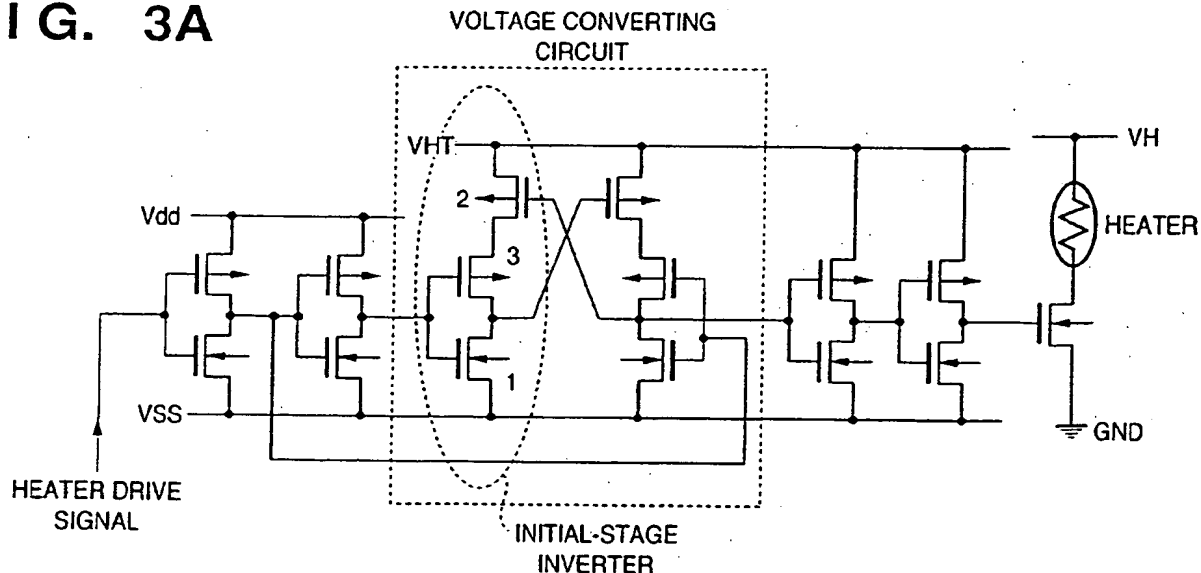 I G. 3A
VOLTAGE CONVERTING
CIRCUIT
VHT
VH
2
Vdd
HEATER
3
1
VSS
GND
HEATER DRIVE
SIGNAL
INITIAL-STAGE
INVERTER